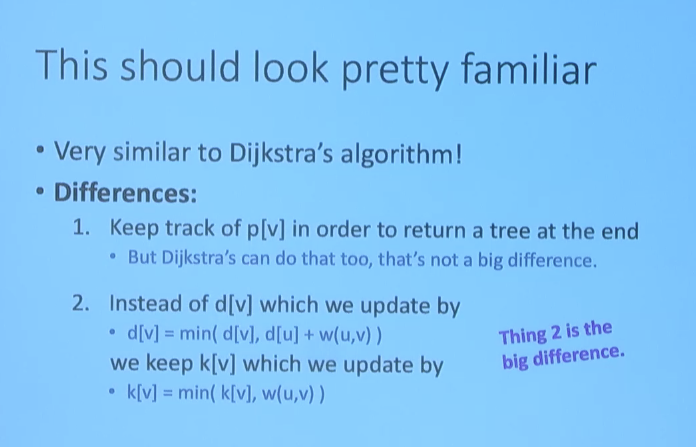 This should look pretty familiar
• Very similar to Dijkstra's algorithm!
• Differences:
1. Keep track of p[v] in order to return a tree at the end
• But Dijkstra's can do that too, that's not a big difference.
2. Instead of d[v] which we update by
• d[v] = min( d[v], d[u] + w(u,v) )
we keep k[v] which we update by
• k[v] = min( k[v], w(u,v) )
Thing 2 is the
big difference.